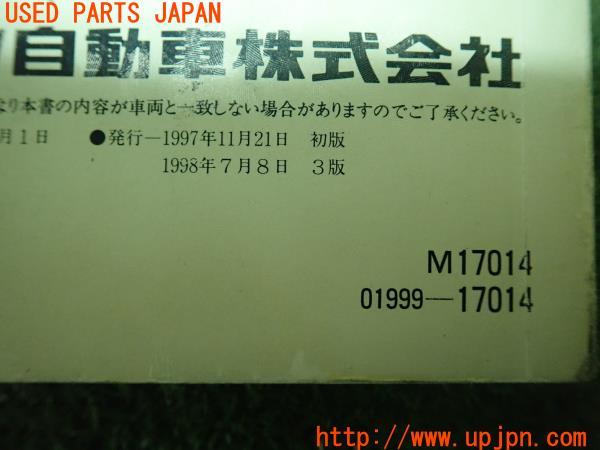 USED PARTS JAPAN
自動車株式会社
より本書の内容が車両と一致しない場合がありますのでご了承ください。
月1日 ●発行―1997年11月21日 初版
1998年7月8日 3版
M17014
01999―17014
http://www.upjpn.com/